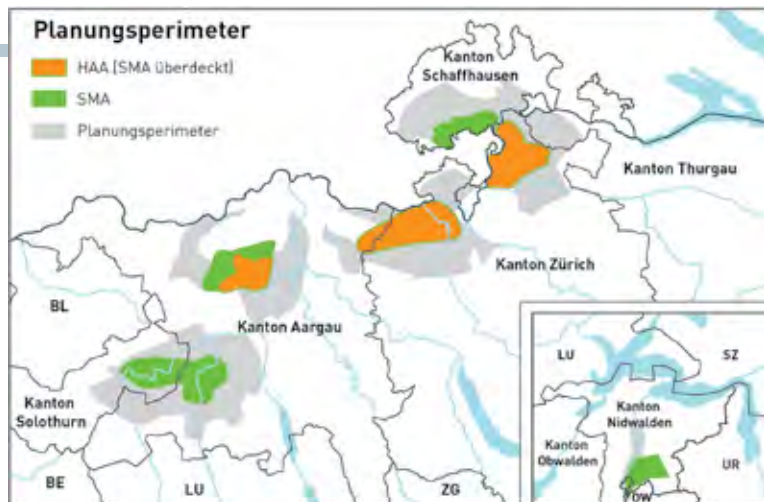 Planungsperimeter
HAA (SMA überdeckt)
SMA
Planungsperimeter
Kanton
Schaffhausen
Kanton Thurgau
Kanton Zürich
Kanton Aargau
BL
Kanton
Solothurn
BE
LU
ZG
LU
SZ
Kanton
Nidwalden
Kanton
Obwalden
UR
OW